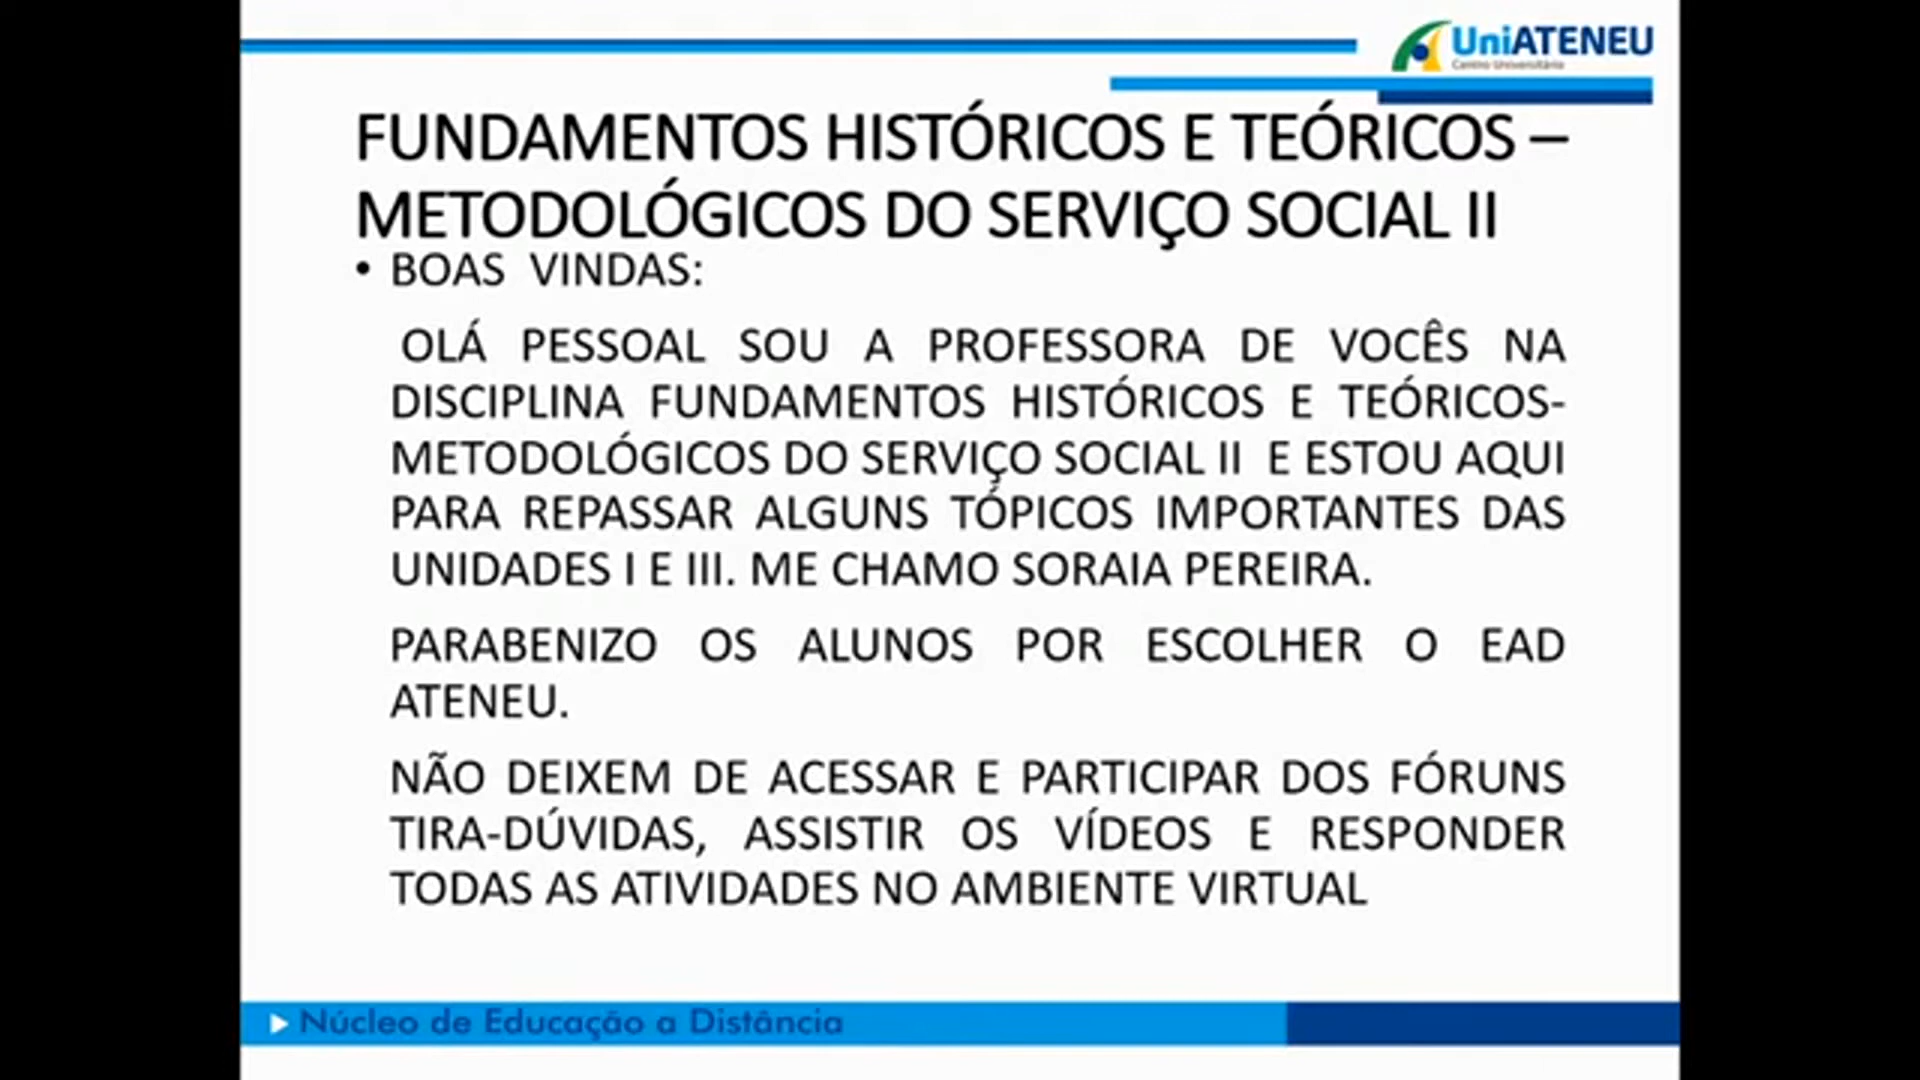 UniATENEU
Centro Universitário
FUNDAMENTOS HISTÓRICOS E TEÓRICOS –
METODOLÓGICOS DO SERVIÇO SOCIAL II
• BOAS VINDAS:
OLÁ PESSOAL SOU A PROFESSORA DE VOCÊS NA
DISCIPLINA FUNDAMENTOS HISTÓRICOS E TEÓRICOS-
METODOLÓGICOS DO SERVIÇO SOCIAL II E ESTOU AQUI
PARA REPASSAR ALGUNS TÓPICOS IMPORTANTES DAS
UNIDADES I E III. ME CHAMO SORAIA PEREIRA.
PARABENIZO OS ALUNOS POR ESCOLHER O EAD
ATENEU.
NÃO DEIXEM DE ACESSAR E PARTICIPAR DOS FÓRUNS
TIRA-DÚVIDAS, ASSISTIR OS VÍDEOS E RESPONDER
TODAS AS ATIVIDADES NO AMBIENTE VIRTUAL
Núcleo de Educação a Distância